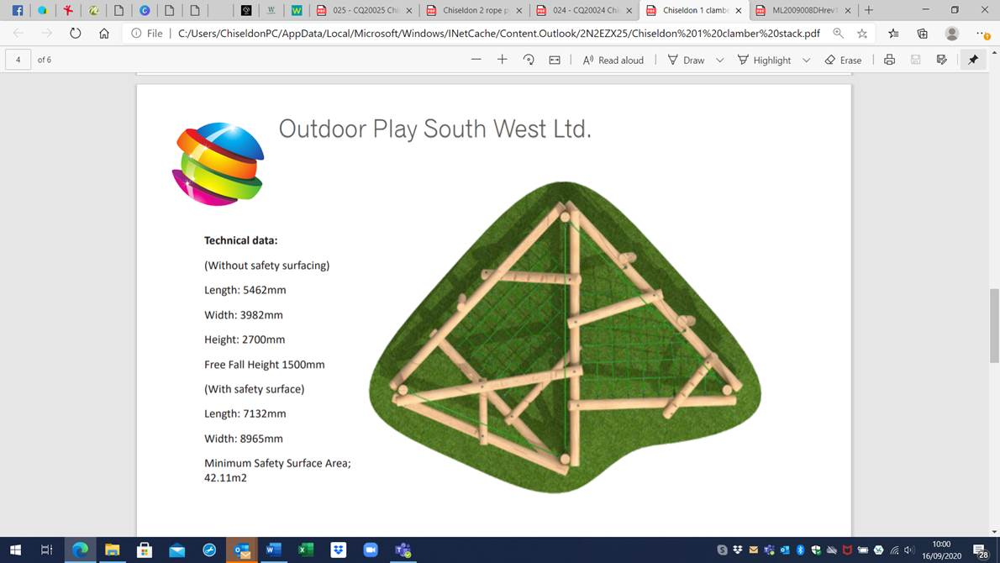 025 - CQ20025 Chi
Chiseldon 2 rope p
024 - CQ20024 Chi
Chiseldon 1 clambe
ML2009008DHrev1
File
C:/Users/ChiseldonPC/AppData/Local/Microsoft/Windows/INetCache/Content.Outlook/2N2EZX25/Chiseldon%201%20clamber%20stack.pdf
4 of 6
Read aloud
Draw
Highlight
Erase
Outdoor Play South West Ltd.
Technical data:
(Without safety surfacing)
Length: 5462mm
Width: 3982mm
Height: 2700mm
Free Fall Height 1500mm
(With safety surface)
Length: 7132mm
Width: 8965mm
Minimum Safety Surface Area;
42.11m2
10:00
16/09/2020
28